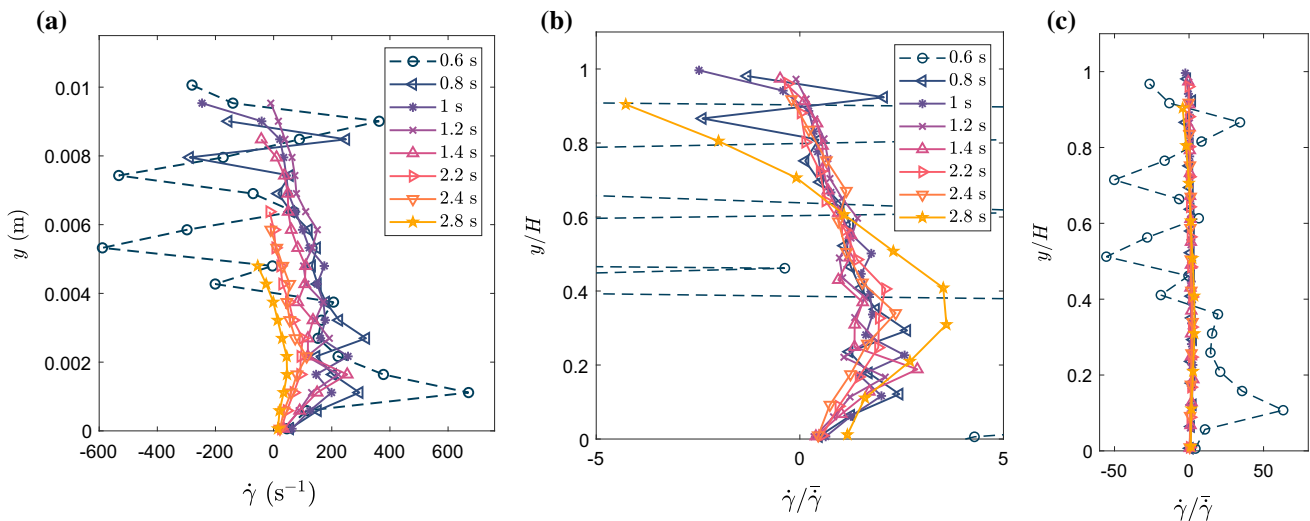 (a)
0.01
0.008
0.006
0.004
0.002
0
-600
-400
-200
0
200
400
600
y (m)
γ̇ (s⁻¹)
0.6 s
0.8 s
1 s
1.2 s
1.4 s
2.2 s
2.4 s
2.8 s
(b)
1
0.8
0.6
0.4
0.2
0
-5
0
5
y/H
γ̇/γ̇̄
0.6 s
0.8 s
1 s
1.2 s
1.4 s
2.2 s
2.4 s
2.8 s
(c)
1
0.8
0.6
0.4
0.2
0
-50
0
50
y/H
γ̇/γ̇̄